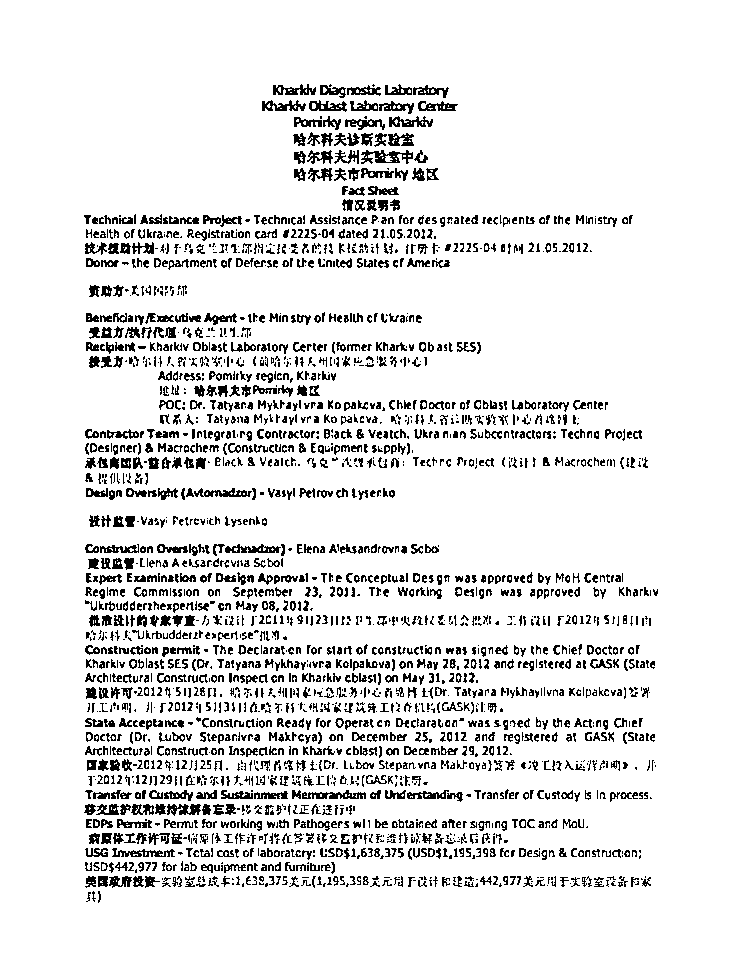 Kharkiv Diagnostic Laboratory
Kharkiv Oblast Laboratory Center
Pomirky region, Kharkiv
哈尔科夫诊断实验室
哈尔科夫州实验室中心
哈尔科夫市Pomirky 地区
Fact Sheet
情况说明书
Technical Assistance Project - Technical Assistance Plan for designated recipients of the Ministry of
Health of Ukraine. Registration card #2225-04 dated 21.05.2012.
技术援助计划-对于乌克兰卫生部指定接受者的技术援助计划。注册卡 #2225-04 时间 21.05.2012.
Donor – the Department of Defense of the United States of America
资助方-美国国防部
Beneficiary/Executive Agent - the Ministry of Health of Ukraine
受益方/执行代理-乌克兰卫生部
Recipient – Kharkiv Oblast Laboratory Center (former Kharkiv Oblast SES)
接受方-哈尔科夫省实验室中心（前哈尔科夫州国家应急服务中心）
Address: Pomirky region, Kharkiv
地址：哈尔科夫市Pomirky 地区
POC: Dr. Tatyana Mykhaylivna Kolpakova, Chief Doctor of Oblast Laboratory Center
联系人：Tatyana Mykhaylivna Kolpakova, 哈尔科夫省诊断实验室中心首席博士
Contractor Team – Integrating Contractor: Black & Veatch. Ukrainian Subcontractors: Techno Project
(Designer) & Macrochem (Construction & Equipment supply).
承包商团队-整合承包商- Black & Veatch. 乌克兰次级承包商：Techno Project（设计）& Macrochem (建设
& 提供设备）
Design Oversight (Avtornadzor) - Vasyl Petrovich Lysenko
设计监管-Vasyl Petrovich Lysenko
Construction Oversight (Technadzor) - Elena Aleksandrovna Sobol
建设监管-Elena Aleksandrovna Sobol
Expert Examination of Design Approval – The Conceptual Design was approved by MoH Central
Regime Commission on September 23, 2011. The Working Design was approved by Kharkiv
"Ukrbudderzhexpertise" on May 08, 2012.
批准设计的专家审查-方案设计于2011年9月23日经卫生部中央政权委员会批准。工作设计于2012年5月8日由
哈尔科夫"Ukrbudderzhexpertise"批准。
Construction permit – The Declaration for start of construction was signed by the Chief Doctor of
Kharkiv Oblast SES (Dr. Tatyana Mykhaylivna Kolpakova) on May 28, 2012 and registered at GASK (State
Architectural Construction Inspection in Kharkiv oblast) on May 31, 2012.
建设许可-2012年5月28日，哈尔科夫州国家应急服务中心首席博士(Dr. Tatyana Mykhaylivna Kolpakova)签署
开工声明，并于2012年5月31日在哈尔科夫州国家建筑施工检查机构(GASK)注册。
State Acceptance - "Construction Ready for Operation Declaration" was signed by the Acting Chief
Doctor (Dr. Lubov Stepanivna Makhoya) on December 25, 2012 and registered at GASK (State
Architectural Construction Inspection in Kharkiv oblast) on December 29, 2012.
国家验收-2012年12月25日，由代理首席博士(Dr. Lubov Stepanivna Makhoya)签署《竣工投入运营声明》，并
于2012年12月29日在哈尔科夫州国家建筑施工检查局(GASK)注册。
Transfer of Custody and Sustainment Memorandum of Understanding – Transfer of Custody is in process.
移交监护权和维持谅解备忘录-移交监护权正在进行中
EDPs Permit – Permit for working with Pathogens will be obtained after signing TOC and MoU.
病原体工作许可证-病原体工作许可将在签署移交监护权和维持谅解备忘录后获得。
USG Investment - Total cost of laboratory: USD$1,638,375 (USD$1,195,398 for Design & Construction;
USD$442,977 for lab equipment and furniture)
美国政府投资-实验室总成本:1,638,375美元(1,195,398美元用于设计和建造;442,977美元用于实验室设备和家
具)